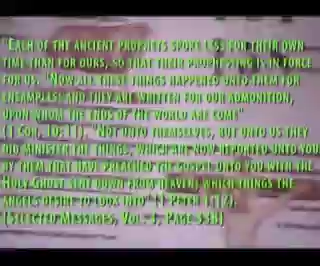 "Each of the ancient prophets spoke less for their own
time than for ours, so that their prophesying is in force
for us. "Now all these things happened unto them for
ensamples: and they are written for our admonition,
upon whom the ends of the world are come"
(1 Cor. 10:11). "Not unto themselves, but unto us they
did minister the things, which are now reported unto you
by them that have preached the gospel unto you with the
Holy Ghost sent down from heaven; which things the
angels desire to look into" (1 Peter 1:12).
(Selected Messages, Vol. 3, Page 338)